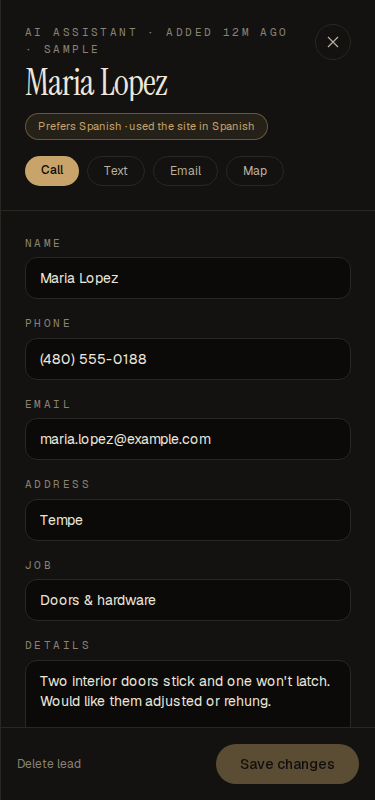 AI ASSISTANT · ADDED 12M AGO
· SAMPLE
Maria Lopez
Prefers Spanish · used the site in Spanish
Call
Text
Email
Map
NAME
Maria Lopez
PHONE
(480) 555-0188
EMAIL
maria.lopez@example.com
ADDRESS
Tempe
JOB
Doors & hardware
DETAILS
Two interior doors stick and one won't latch.
Would like them adjusted or rehung.
Delete lead
Save changes